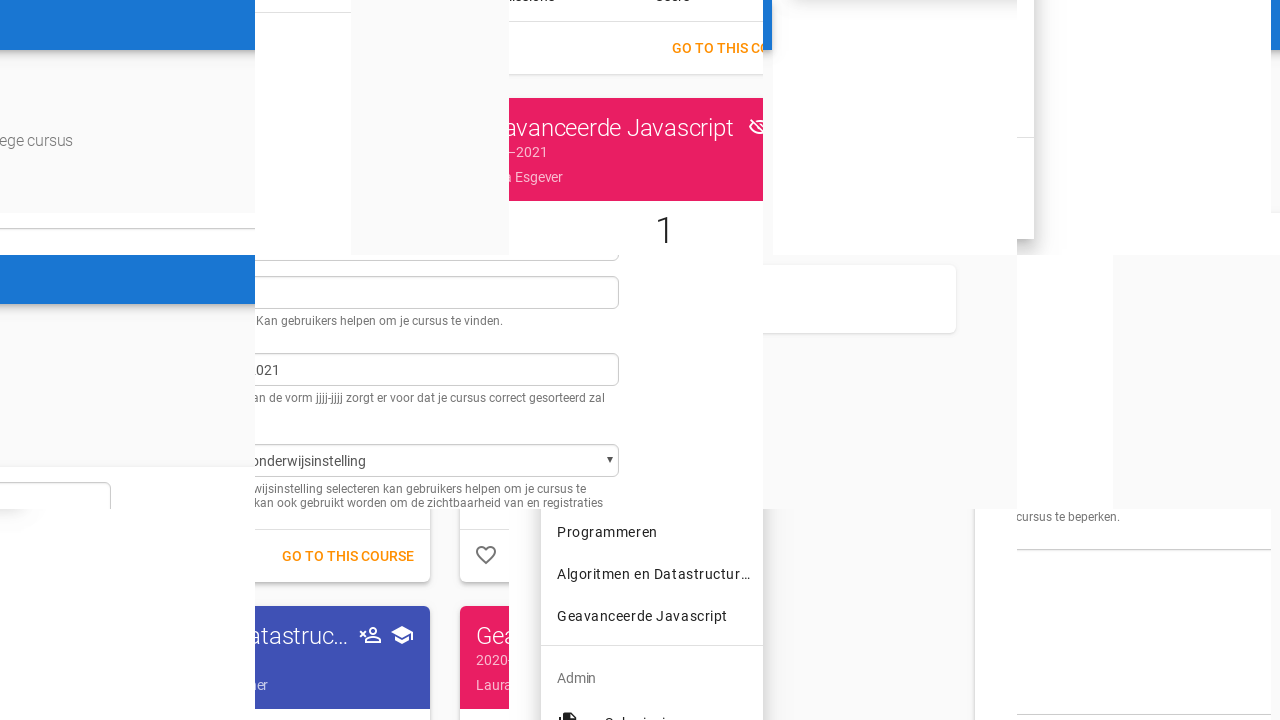 GO TO THIS CO
avanceerde Javascript
–2021
Esgever
1
ege cursus
Kan gebruikers helpen om je cursus te vinden.
2021
an de vorm jjjj-jjjj zorgt er voor dat je cursus correct gesorteerd zal
onderwijsinstelling
wijsinstelling selecteren kan gebruikers helpen om je cursus te
kan ook gebruikt worden om de zichtbaarheid van en registraties
cursus te beperken.
GO TO THIS COURSE
Programmeren
Algoritmen en Datastructur…
Geavanceerde Javascript
Admin
atastruc…
Gea
2020-
Laura
ner